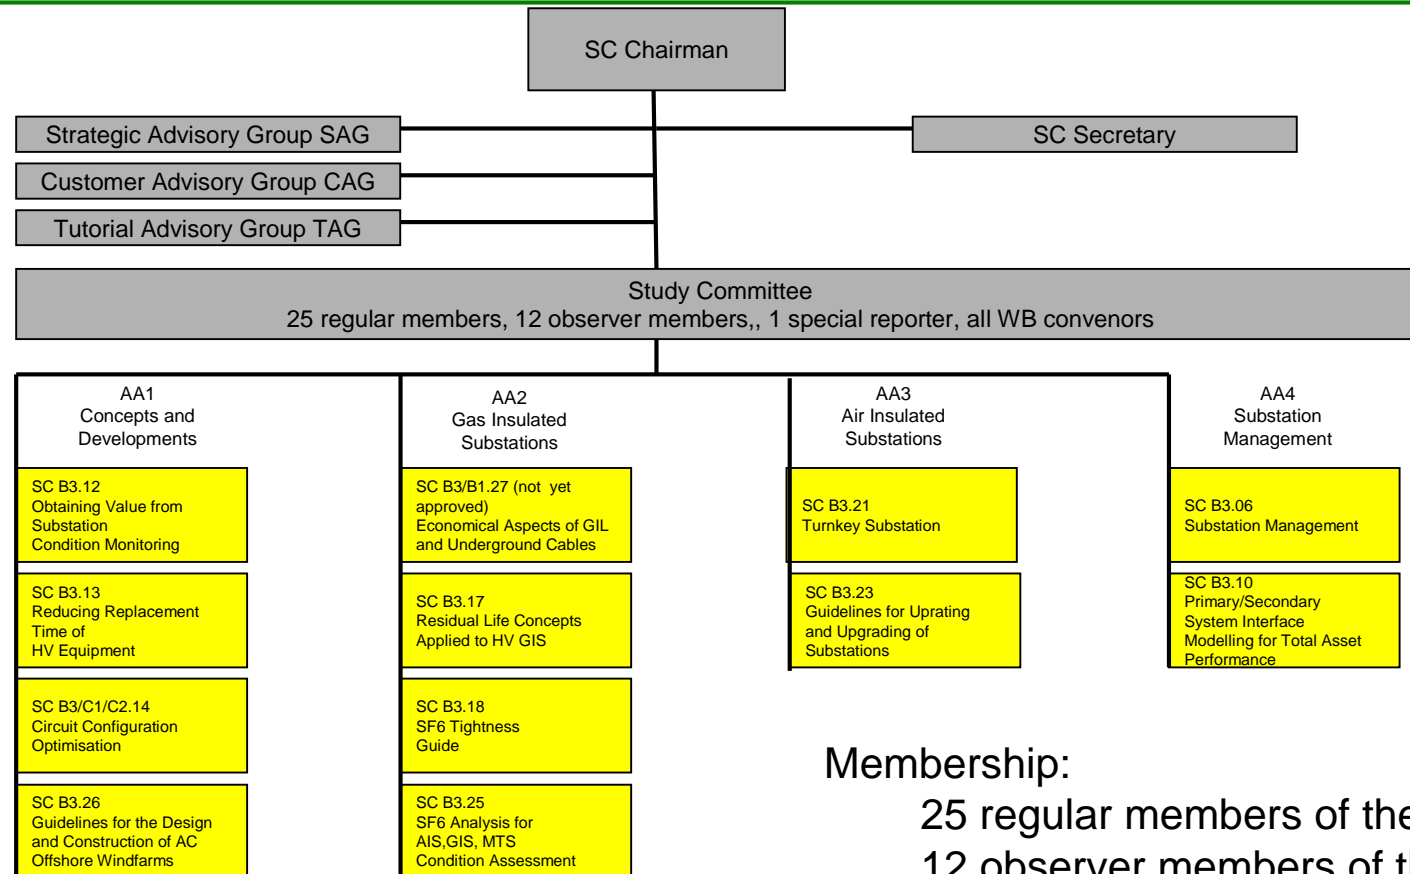 SC Chairman
Strategic Advisory Group SAG
SC Secretary
Customer Advisory Group CAG
Tutorial Advisory Group TAG
Study Committee
25 regular members, 12 observer members,, 1 special reporter, all WB convenors
AA1
Concepts and
Developments
SC B3.12
Obtaining Value from
Substation
Condition Monitoring
SC B3.13
Reducing Replacement
Time of
HV Equipment
SC B3/C1/C2.14
Circuit Configuration
Optimisation
SC B3.26
Guidelines for the Design
and Construction of AC
Offshore Windfarms
AA2
Gas Insulated
Substations
SC B3/B1.27 (not yet
approved)
Economical Aspects of GIL
and Underground Cables
SC B3.17
Residual Life Concepts
Applied to HV GIS
SC B3.18
SF6 Tightness
Guide
SC B3.25
SF6 Analysis for
AIS,GIS, MTS
Condition Assessment
AA3
Air Insulated
Substations
SC B3.21
Turnkey Substation
SC B3.23
Guidelines for Uprating
and Upgrading of
Substations
AA4
Substation
Management
SC B3.06
Substation Management
SC B3.10
Primary/Secondary
System Interface
Modelling for Total Asset
Performance
Membership:
25 regular members of the
12 observer members of